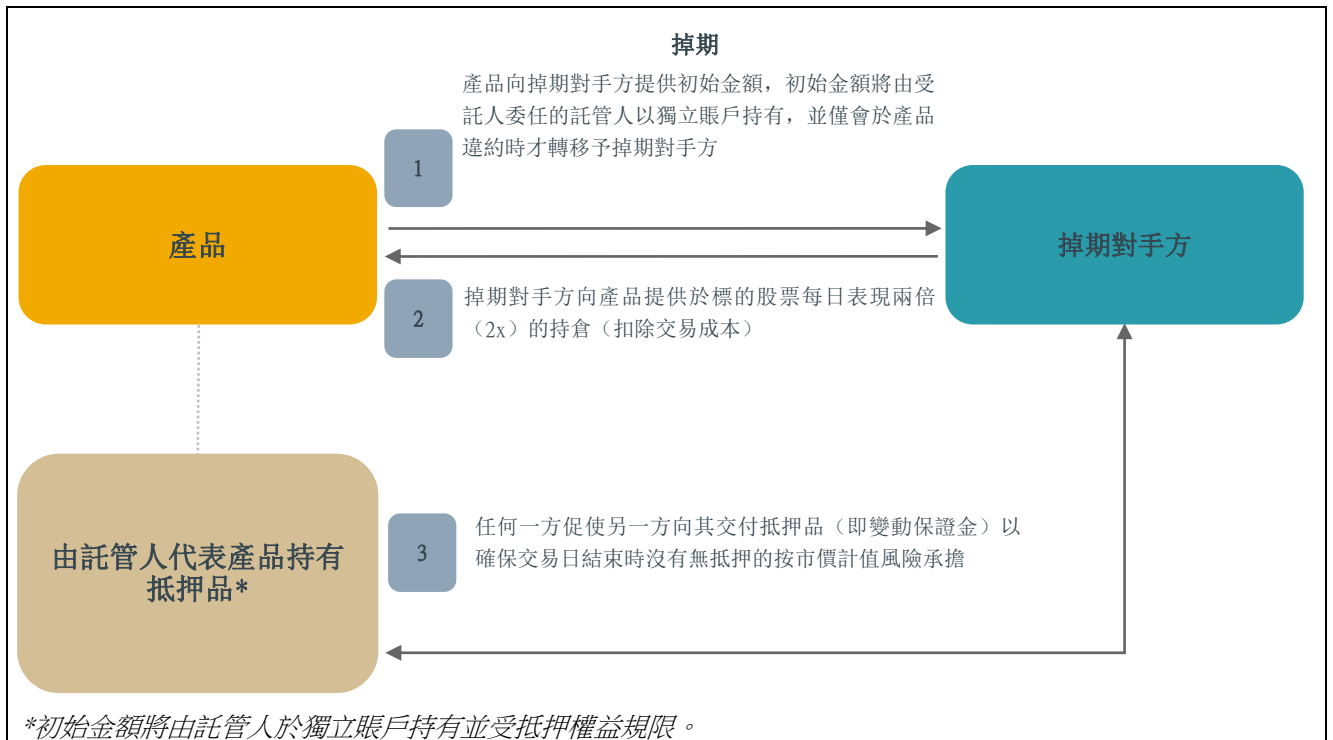 掉期
產品向掉期對手方提供初始金額，初始金額將由受
託人委任的託管人以獨立賬戶持有，並僅會於產品
違約時才轉移予掉期對手方
1
產品
掉期對手方
2
掉期對手方向產品提供於標的股票每日表現兩倍
（2x）的持倉（扣除交易成本）
由託管人代表產品持有
抵押品*
3
任何一方促使另一方向其交付抵押品（即變動保證金）以
確保交易日結束時沒有無抵押的按市價計值風險承擔
*初始金額將由託管人於獨立賬戶持有並受抵押權益規限。